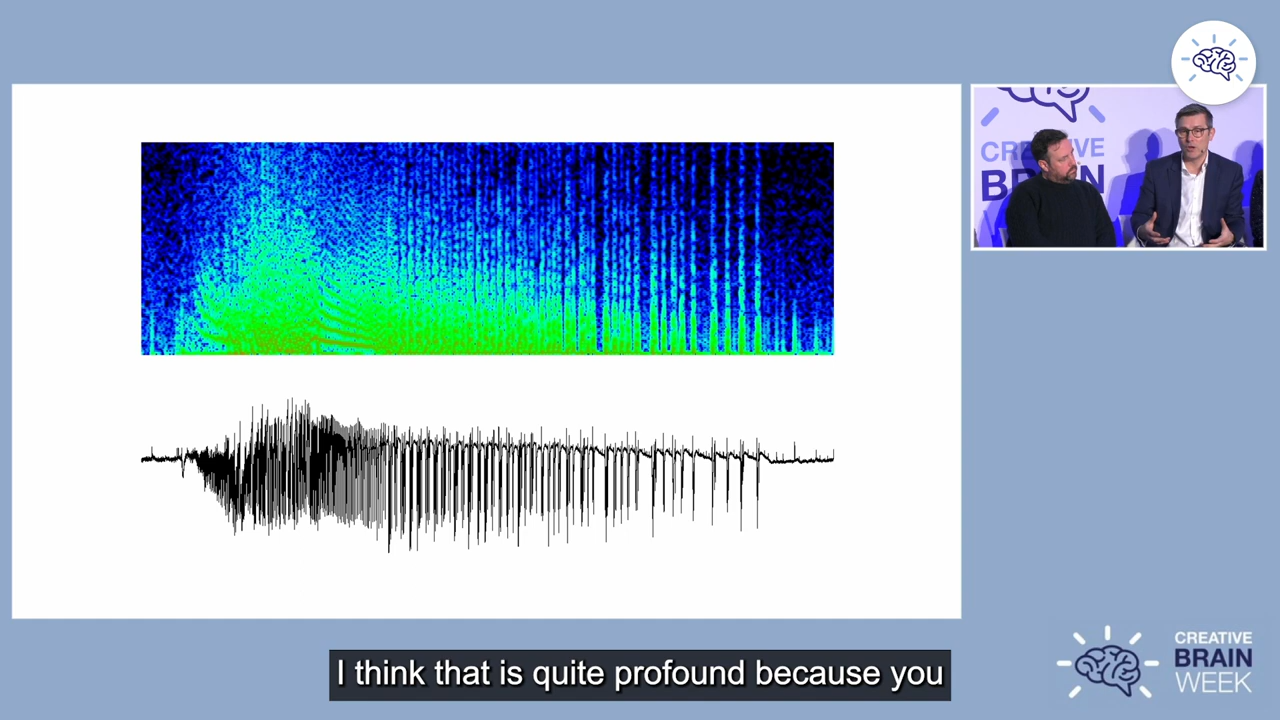 CREATIVE
BRAIN
I think that is quite profound because you
CREATIVE
BRAIN
WEEK